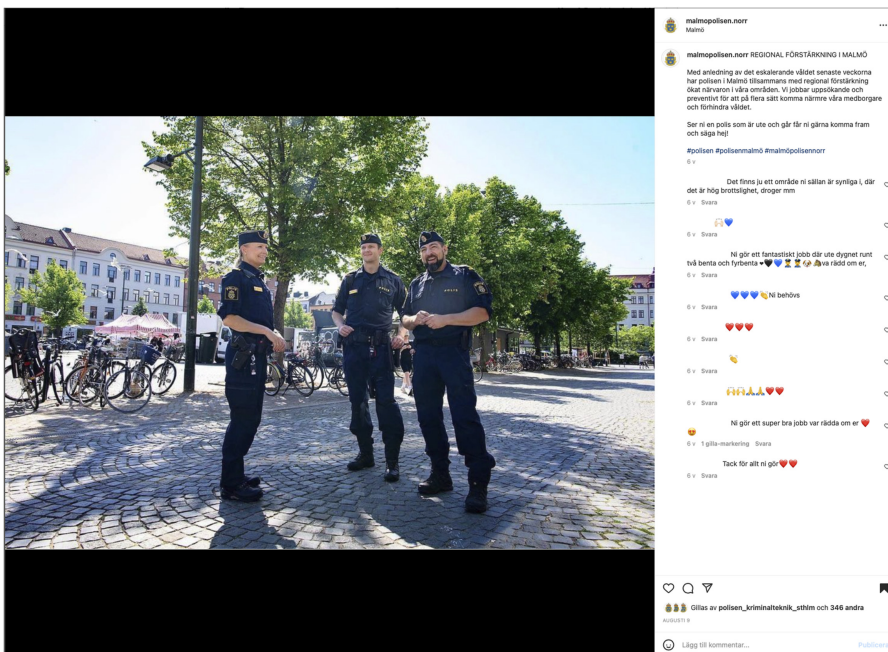 malmopolisen.norr
Malmö
malmopolisen.norr REGIONAL FÖRSTÄRKNING I MALMÖ
Med anledning av det eskalerande våldet senaste veckorna
har polisen i Malmö tillsammans med regional förstärkning
ökat närvaron i våra områden. Vi jobbar uppsökande och
preventivt för att på flera sätt komma närmre våra medborgare
och förhindra våldet.
Ser ni en polis som är ute och går får ni gärna komma fram
och säga hej!
#polisen #polisenmalmö #malmöpolisennorr
6 v
Det finns ju ett område ni sällan är synliga i, där
det är hög brottslighet, droger mm
6 v Svara
6 v Svara
Ni gör ett fantastiskt jobb där ute dygnet runt
två benta och fyrbenta ❤🖤💙👮👮🐶🐴va rädd om er,
6 v Svara
💙💙💙👏Ni behövs
6 v Svara
❤️❤️❤️
6 v Svara
👏
6 v Svara
🙌🙌🙏🙏❤️❤️
6 v Svara
Ni gör ett super bra jobb var rädda om er ❤️
😍
6 v 1 gilla-markering Svara
Tack för allt ni gör❤️❤️
6 v Svara
Gillas av polisen_kriminalteknik_sthlm och 346 andra
AUGUSTI 9
Lägg till kommentar...
Publicera
POLIS